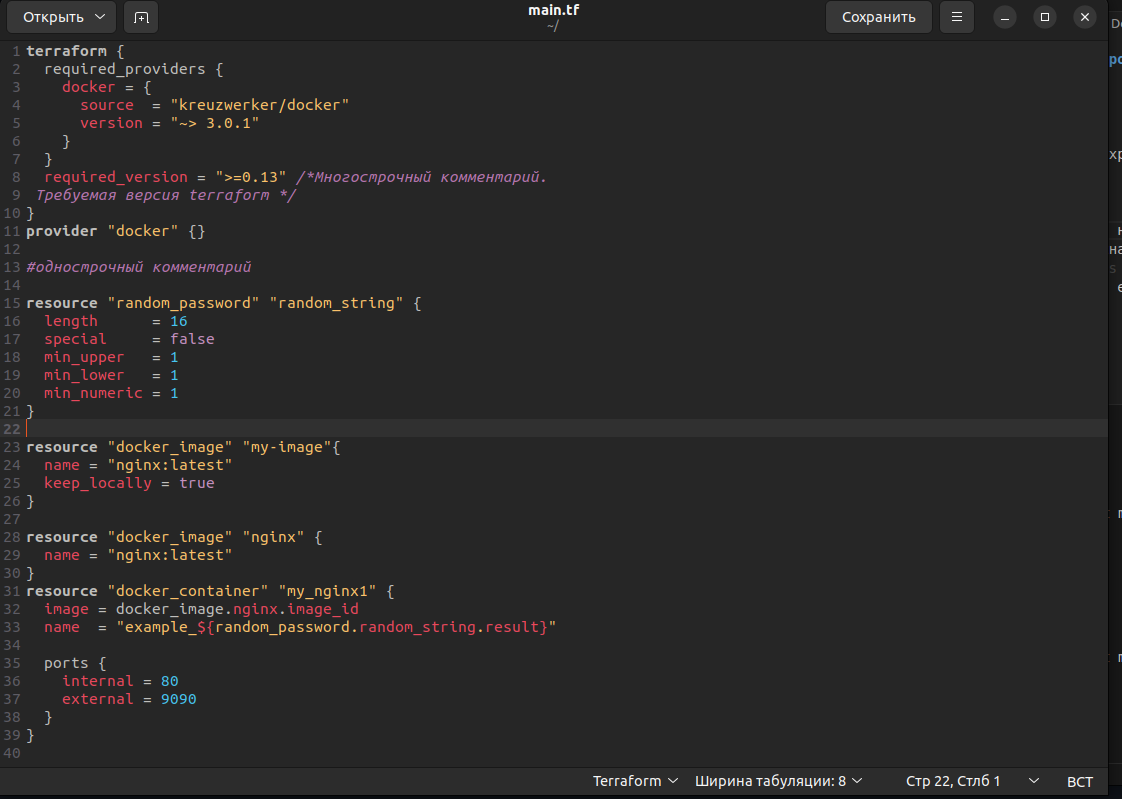 Открыть
main.tf
~/
Сохранить
1 terraform {
2   required_providers {
3     docker = {
4       source  = "kreuzwerker/docker"
5       version = "~> 3.0.1"
6     }
7   }
8   required_version = ">=0.13" /*Многострочный комментарий.
9  Требуемая версия terraform */
10 }
11 provider "docker" {}
12
13 #однострочный комментарий
14
15 resource "random_password" "random_string" {
16   length      = 16
17   special     = false
18   min_upper   = 1
19   min_lower   = 1
20   min_numeric = 1
21 }
22
23 resource "docker_image" "my-image"{
24   name = "nginx:latest"
25   keep_locally = true
26 }
27
28 resource "docker_image" "nginx" {
29   name = "nginx:latest"
30 }
31 resource "docker_container" "my_nginx1" {
32   image = docker_image.nginx.image_id
33   name  = "example_${random_password.random_string.result}"
34
35   ports {
36     internal = 80
37     external = 9090
38   }
39 }
40
Terraform Ширина табуляции: 8 Стр 22, Стлб 1 ВСТ